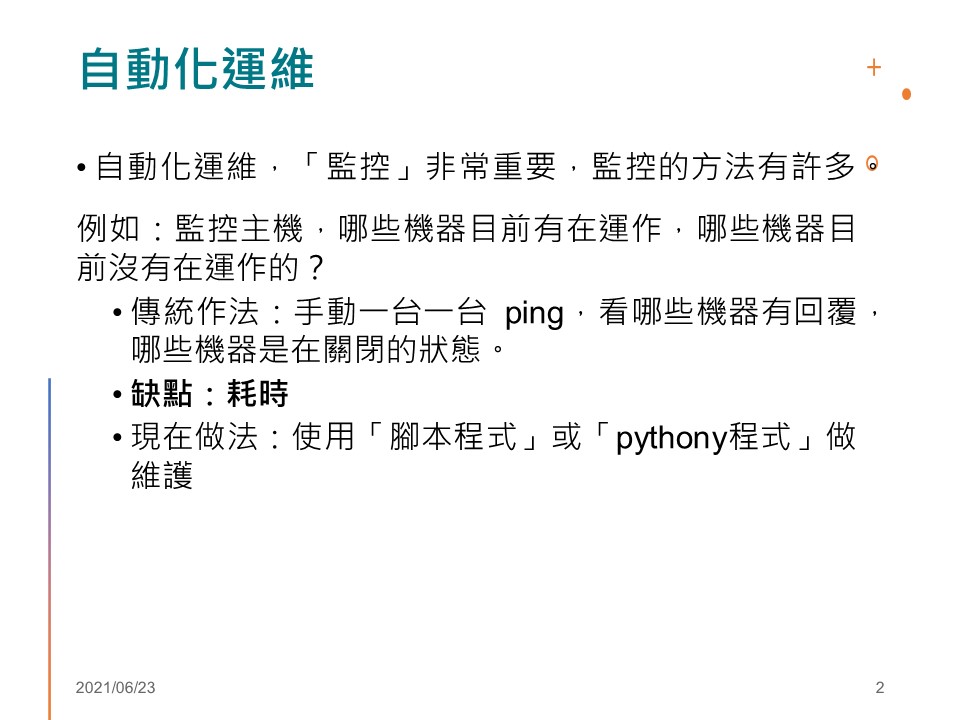 自動化運維
• 自動化運維，「監控」非常重要，監控的方法有許多。
例如：監控主機，哪些機器目前有在運作，哪些機器目
前沒有在運作的？
• 傳統作法：手動一台一台 ping，看哪些機器有回覆，
哪些機器是在關閉的狀態。
• 缺點：耗時
• 現在做法：使用「腳本程式」或「pythony程式」做
維護
2021/06/23
2